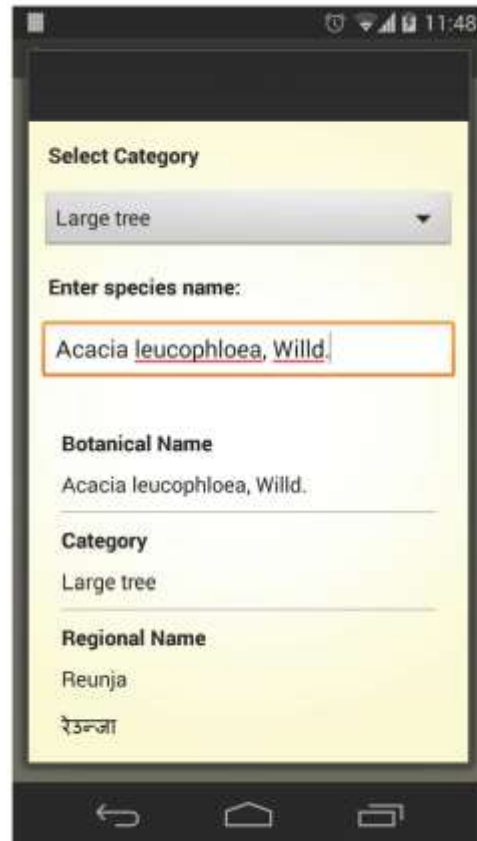 11:48
Select Category
Large tree
Enter species name:
Acacia leucophloea, Willd.
Botanical Name
Acacia leucophloea, Willd.
Category
Large tree
Regional Name
Reunja
रेउन्जा